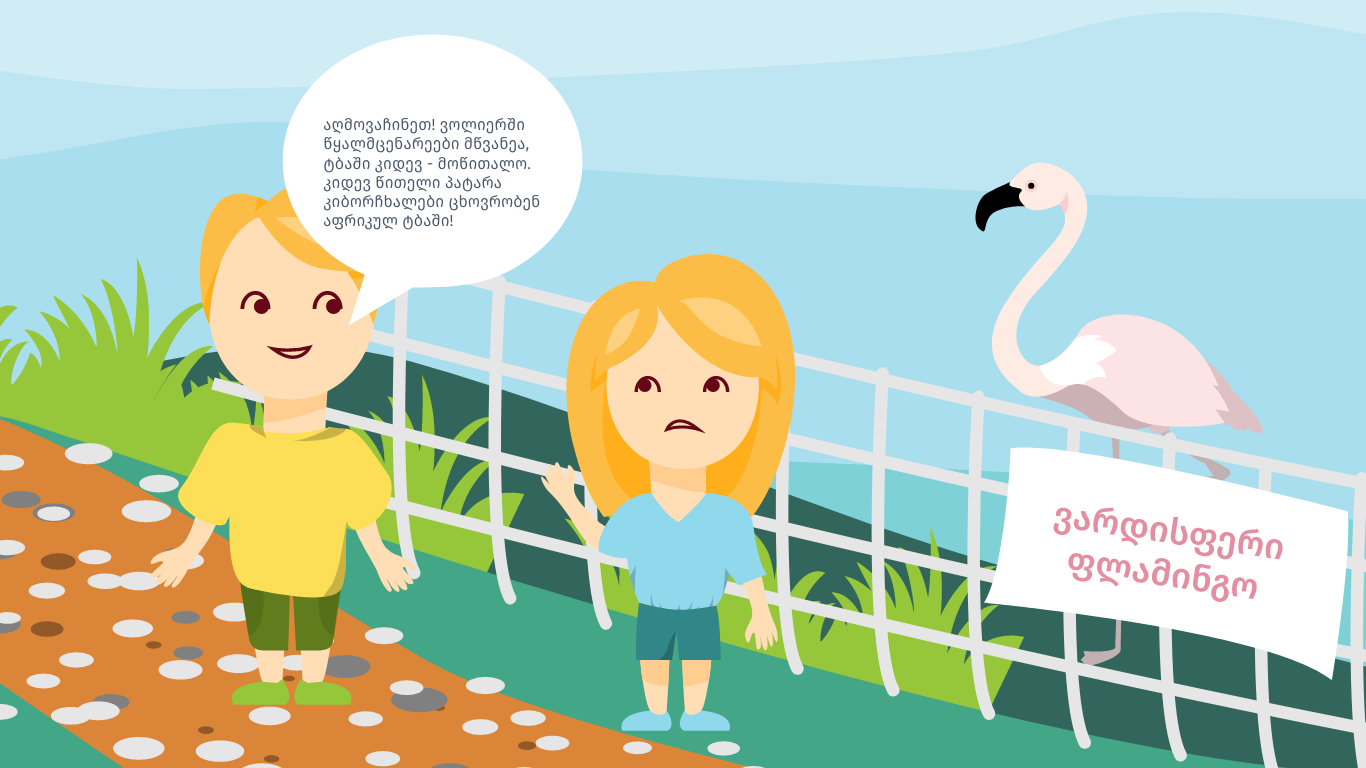 აღმოვაჩინეთ! ვოლიერში
წყალმცენარეები მწვანეა,
ტბაში კიდევ - მოწითალო.
კიდევ წითელი პატარა
კიბორჩხალები ცხოვრობენ
აფრიკულ ტბაში!
ვარდისფერი
ფლამინგო